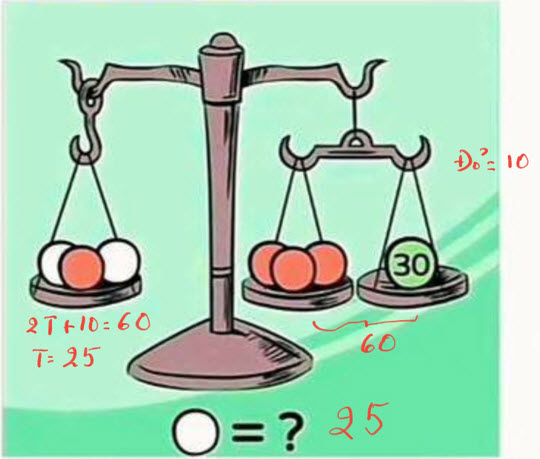 Đỏ = 10
30
2T+10=60
T=25
60
= ? 25